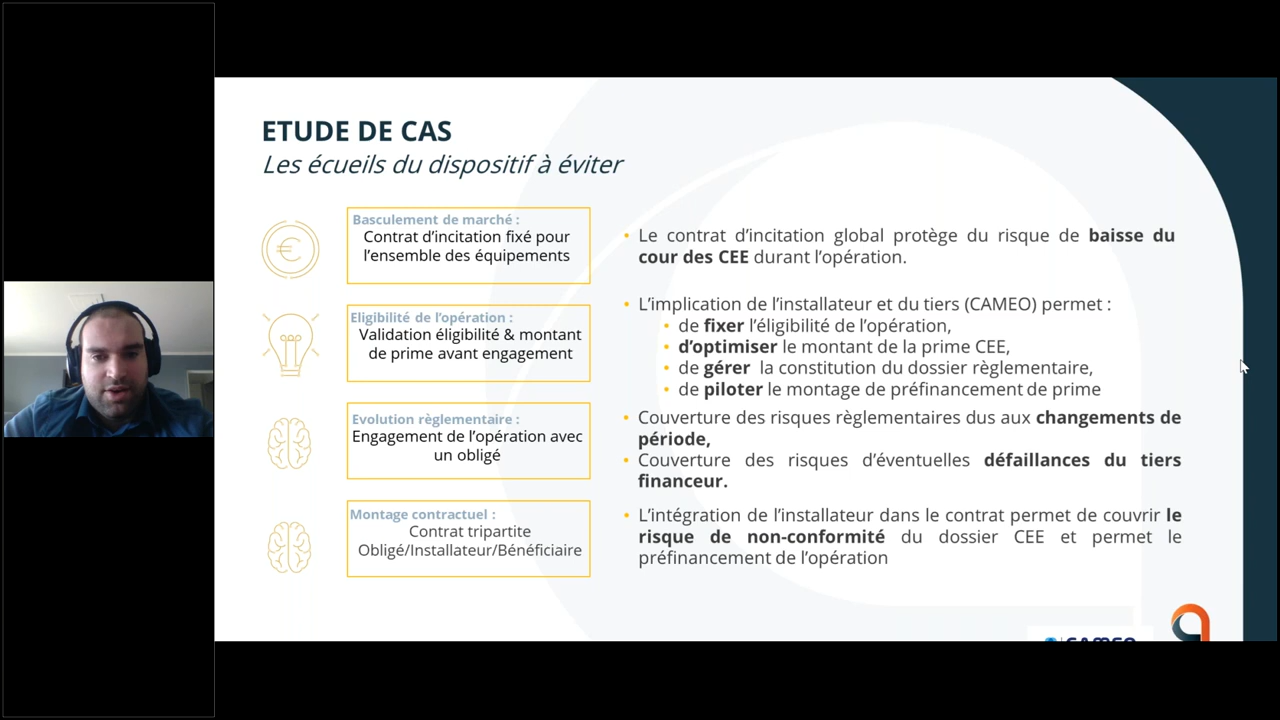 ETUDE DE CAS
Les écueils du dispositif à éviter
Basculement de marché :
Contrat d'incitation fixé pour
l'ensemble des équipements
• Le contrat d'incitation global protège du risque de baisse du
cour des CEE durant l'opération.
Eligibilité de l'opération :
Validation éligibilité & montant
de prime avant engagement
• L'implication de l'installateur et du tiers (CAMEO) permet :
• de fixer l'éligibilité de l'opération,
• d'optimiser le montant de la prime CEE,
• de gérer la constitution du dossier règlementaire,
• de piloter le montage de préfinancement de prime
Evolution règlementaire :
Engagement de l'opération avec
un obligé
• Couverture des risques règlementaires dus aux changements de
période,
• Couverture des risques d'éventuelles défaillances du tiers
financeur.
Montage contractuel :
Contrat tripartite
Obligé/Installateur/Bénéficiaire
• L'intégration de l'installateur dans le contrat permet de couvrir le
risque de non-conformité du dossier CEE et permet le
préfinancement de l'opération
CAMEO